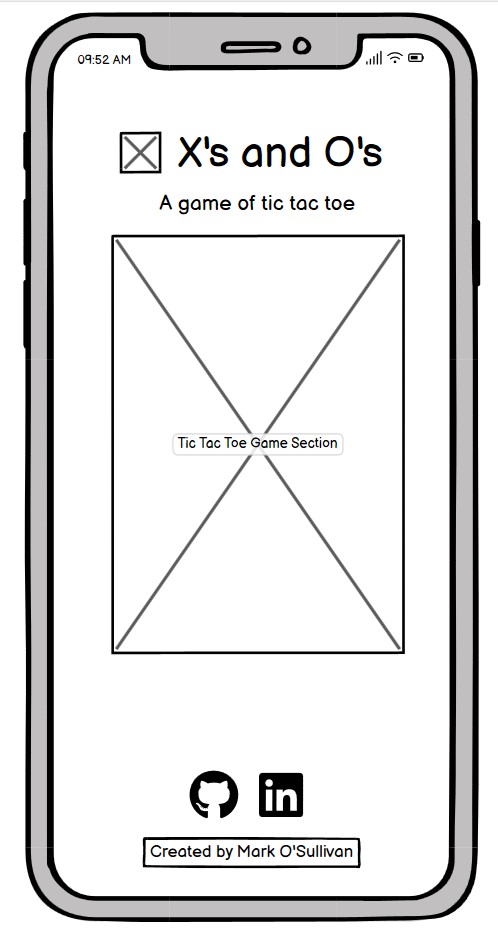 09:52 AM
X's and O's
A game of tic tac toe
Tic Tac Toe Game Section
in
Created by Mark O'Sullivan